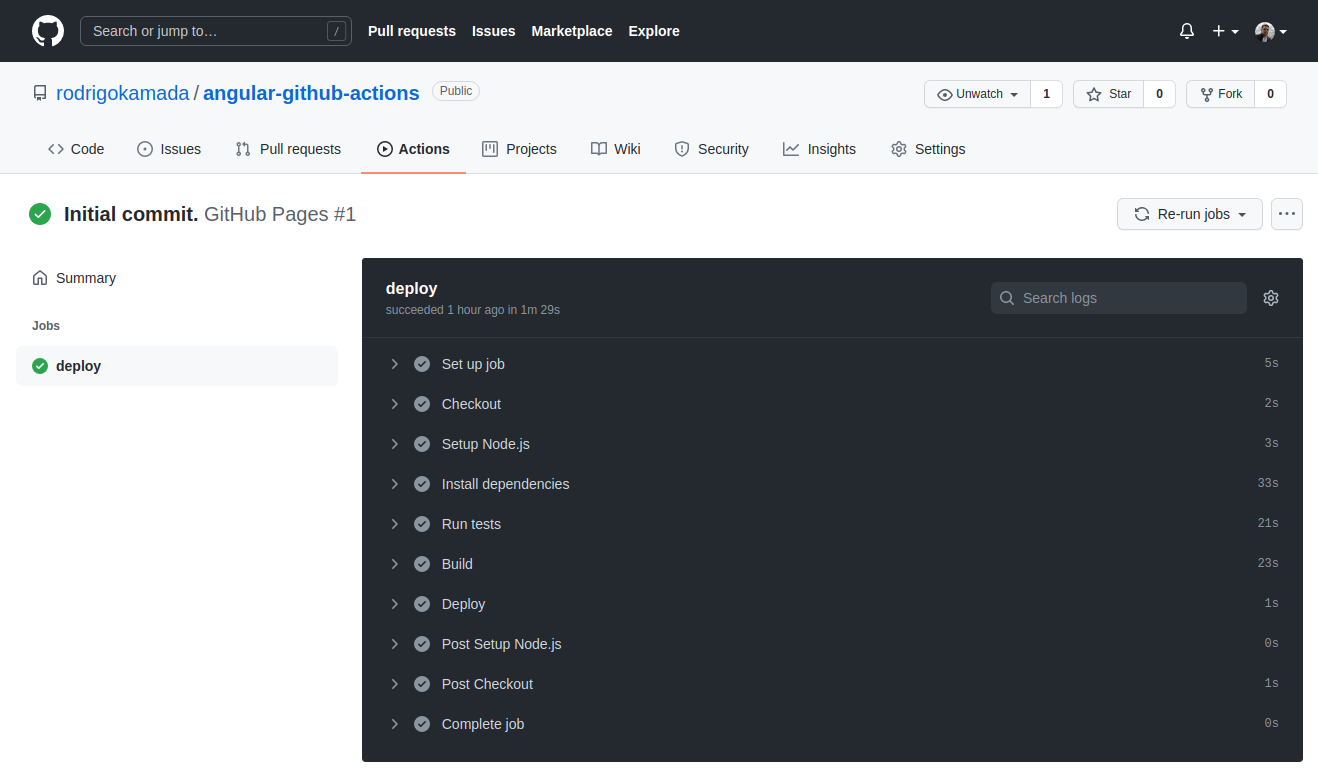 Search or jump to… / Pull requests Issues Marketplace Explore
rodrigokamada / angular-github-actions Public Unwatch 1 Star 0 Fork 0
Code Issues Pull requests Actions Projects Wiki Security Insights Settings
Initial commit. GitHub Pages #1 Re-run jobs
Summary
Jobs
deploy
deploy
succeeded 1 hour ago in 1m 29s
Search logs
Set up job 5s
Checkout 2s
Setup Node.js 3s
Install dependencies 33s
Run tests 21s
Build 23s
Deploy 1s
Post Setup Node.js 0s
Post Checkout 1s
Complete job 0s